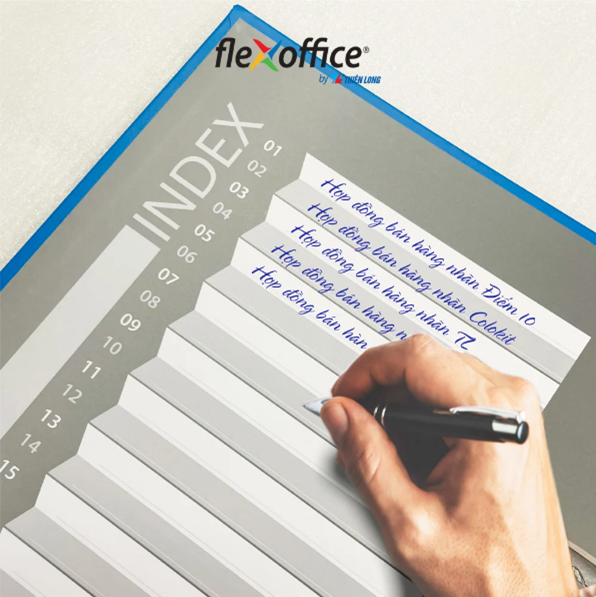 flexoffice®
by THIÊN LONG
INDEX
01
02
03
04
05
06
07
08
09
10
11
12
13
14
15
Hợp đồng bán hàng nhãn Điểm 10
Hợp đồng bán hàng nhãn Colokit
Hợp đồng bán hàng nhãn TL
Hợp đồng bán hàng n
Hợp đồng bán hàn